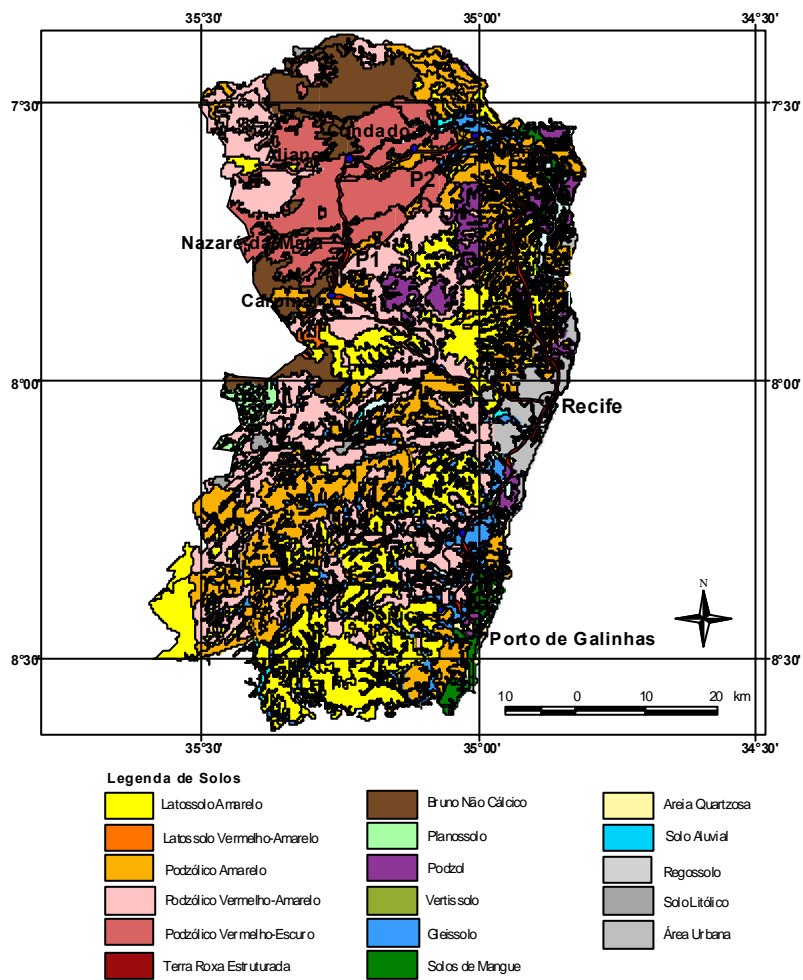 35°30' 35°00' 34°30'
7°30' 7°30'
Condado
P2
P1
8°00' 8°00'
Recife
N
Porto de Galinhas
8°30' 8°30'
10 0 10 20 km
35°30' 35°00' 34°30'
Legenda de Solos
Latossolo Amarelo
Latossolo Vermelho-Amarelo
Podzólico Amarelo
Podzólico Vermelho-Amarelo
Podzólico Vermelho-Escuro
Terra Roxa Estruturada
Bruno Não Cálcico
Planossolo
Podzol
Vertissolo
Gleissolo
Solos de Mangue
Areia Quartzosa
Solo Aluvial
Regossolo
Solo Litólico
Área Urbana